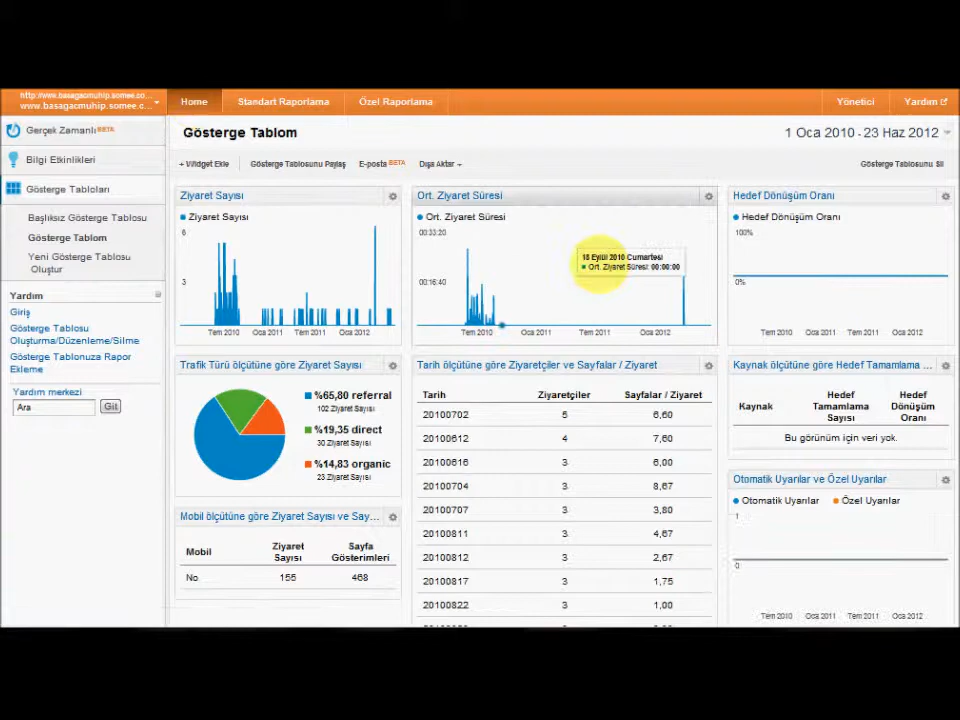 http://www.basagacmuhip.somee.co...
www.basagacmuhip.somee.c...
Home
Standart Raporlama
Özel Raporlama
Yönetici
Yardım
Gerçek Zamanlı BETA
Bilgi Etkinlikleri
Gösterge Tabloları
Başlıksız Gösterge Tablosu
Gösterge Tablom
Yeni Gösterge Tablosu
Oluştur
Yardım
Giriş
Gösterge Tablosu
Oluşturma/Düzenleme/Silme
Gösterge Tablonuza Rapor
Ekleme
Yardım merkezi
Ara
Git
Gösterge Tablom
1 Oca 2010 - 23 Haz 2012
+ Widget Ekle
Gösterge Tablosunu Paylaş
E-posta BETA
Dışa Aktar
Gösterge Tablosunu Sil
Ziyaret Sayısı
Ziyaret Sayısı
6
3
Tem 2010 Oca 2011 Tem 2011 Oca 2012
Trafik Türü ölçütüne göre Ziyaret Sayısı
%65,80 referral
102 Ziyaret Sayısı
%19,35 direct
30 Ziyaret Sayısı
%14,83 organic
23 Ziyaret Sayısı
Mobil ölçütüne göre Ziyaret Sayısı ve Say...
Mobil Ziyaret Sayısı Sayfa Gösterimleri
No 155 468
Ort. Ziyaret Süresi
Ort. Ziyaret Süresi
00:33:20
00:16:40
18 Eylül 2010 Cumartesi
Ort. Ziyaret Süresi: 00:00:00
Tem 2010 Oca 2011 Tem 2011 Oca 2012
Tarih ölçütüne göre Ziyaretçiler ve Sayfalar / Ziyaret
Tarih Ziyaretçiler Sayfalar / Ziyaret
20100702 5 6,60
20100612 4 7,60
20100616 3 6,00
20100704 3 8,67
20100707 3 3,80
20100811 3 4,67
20100812 3 2,67
20100817 3 1,75
20100822 3 1,00
Hedef Dönüşüm Oranı
Hedef Dönüşüm Oranı
100%
0%
Tem 2010 Oca 2011 Tem 2011 Oca 2012
Kaynak ölçütüne göre Hedef Tamamlama ...
Kaynak Hedef Tamamlama Sayısı Hedef Dönüşüm Oranı
Bu görünüm için veri yok.
Otomatik Uyarılar ve Özel Uyarılar
Otomatik Uyarılar Özel Uyarılar
1
0
Tem 2010 Oca 2011 Tem 2011 Oca 2012